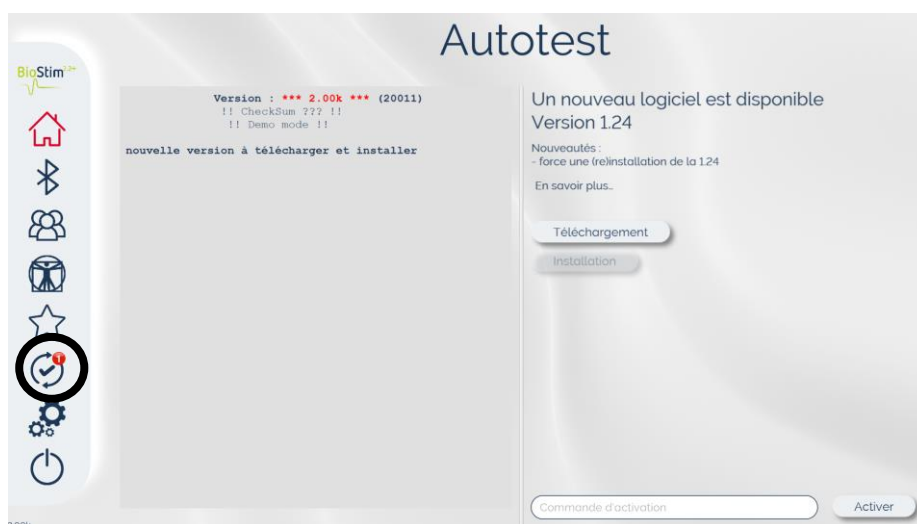 Autotest
BioStim
Version : *** 2.00k *** (20011)
!! CheckSum ??? !!
!! Demo mode !!
nouvelle version à télécharger et installer
Un nouveau logiciel est disponible
Version 1.24
Nouveautés :
- force une (re)installation de la 1.24
En savoir plus...
Téléchargement
Installation
1
Commande d'activation
Activer